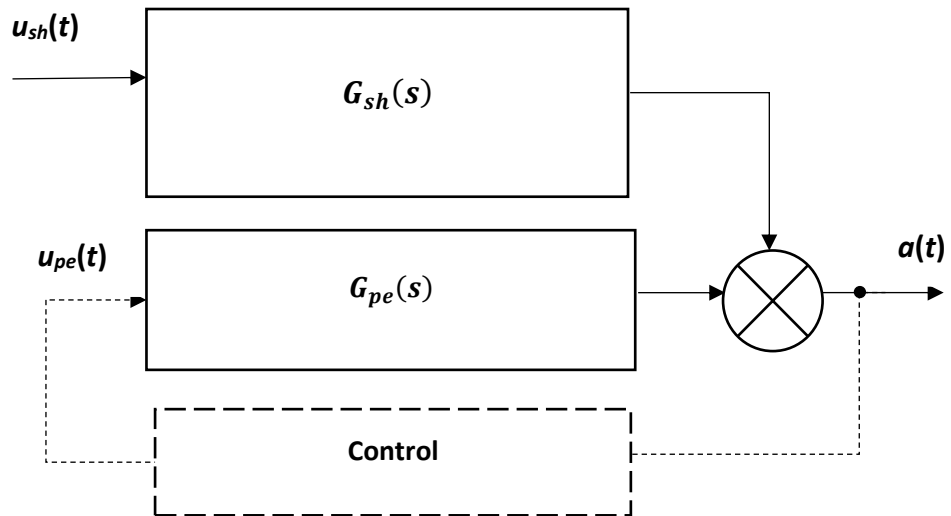 u_sh(t)
G_sh(s)
u_pe(t)
G_pe(s)
a(t)
Control